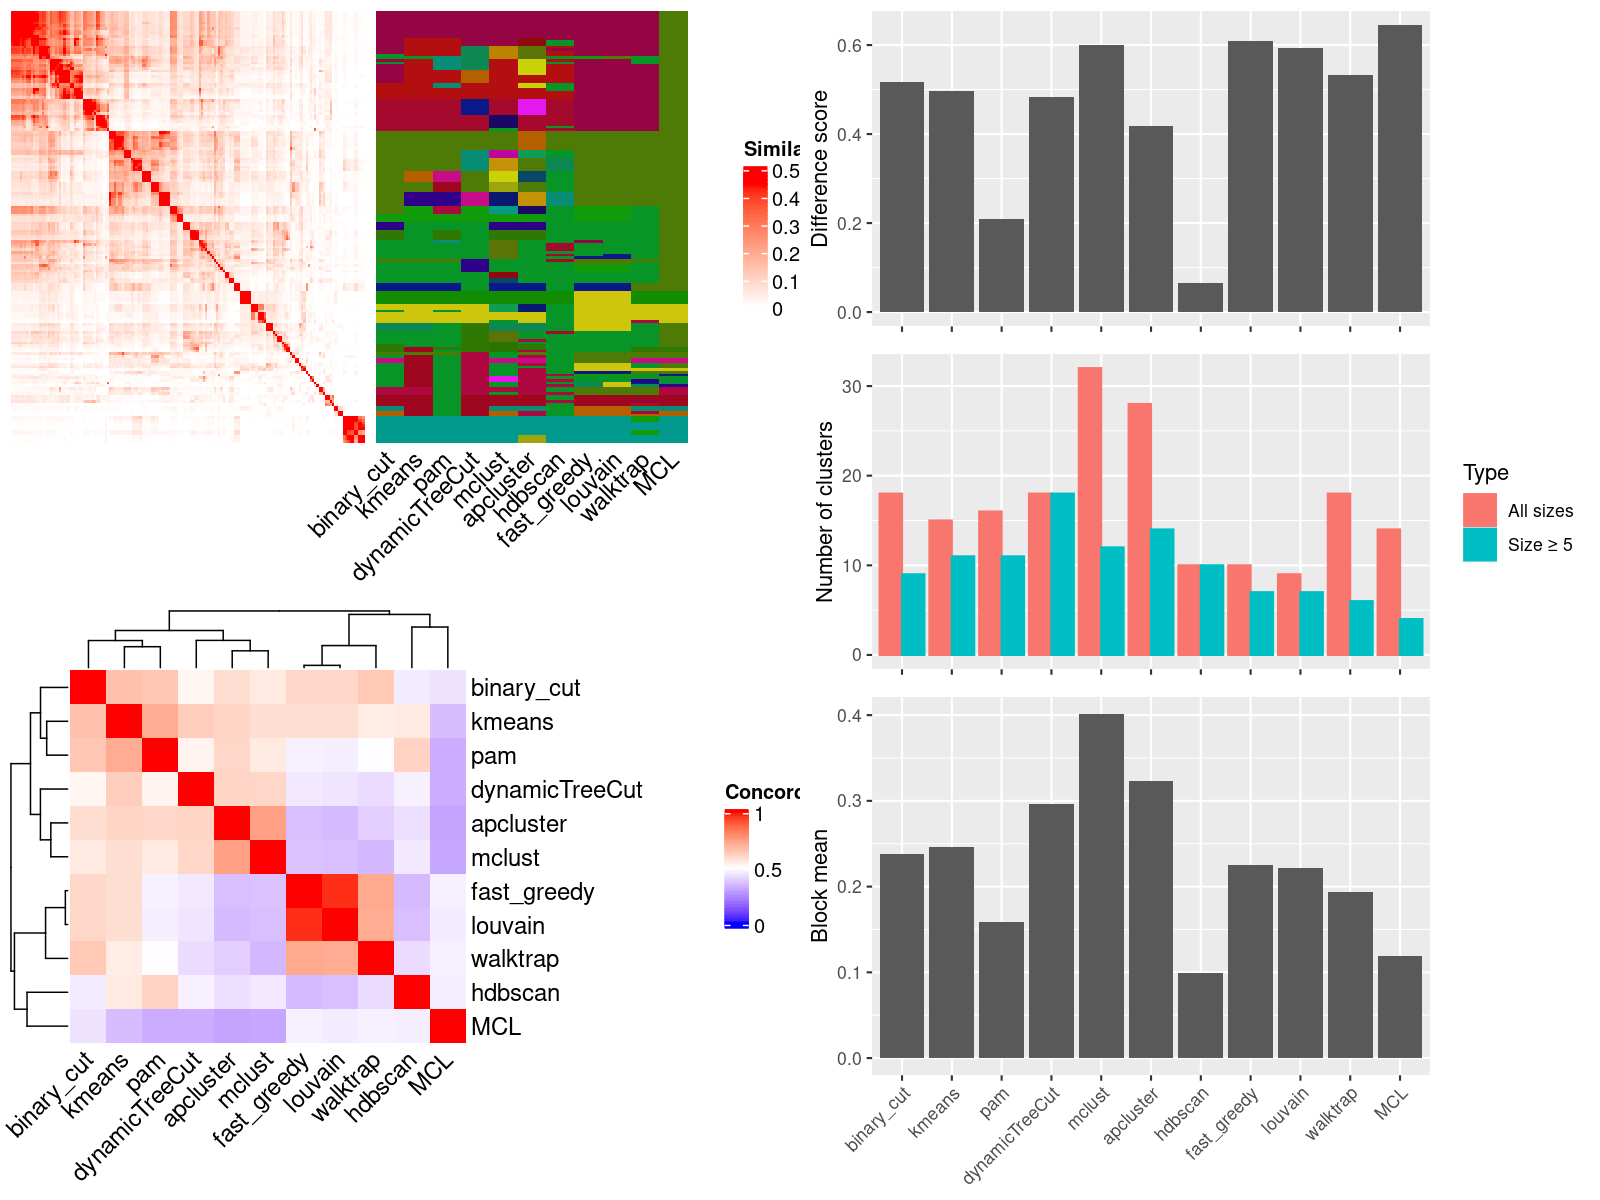 Simila
0.5
0.4
0.3
0.2
0.1
0
binary_cut
kmeans
pam
dynamicTreeCut
mclust
apcluster
hdbscan
fast_greedy
louvain
walktrap
MCL
Difference score
0.6
0.4
0.2
0.0
Number of clusters
30
20
10
0
Type
All sizes
Size ≥ 5
binary_cut
kmeans
pam
dynamicTreeCut
apcluster
mclust
fast_greedy
louvain
walktrap
hdbscan
MCL
binary_cut
kmeans
pam
dynamicTreeCut
apcluster
mclust
fast_greedy
louvain
walktrap
hdbscan
MCL
Concord
1
0.5
0
Block mean
0.4
0.3
0.2
0.1
0.0
binary_cut
kmeans
pam
dynamicTreeCut
mclust
apcluster
hdbscan
fast_greedy
louvain
walktrap
MCL